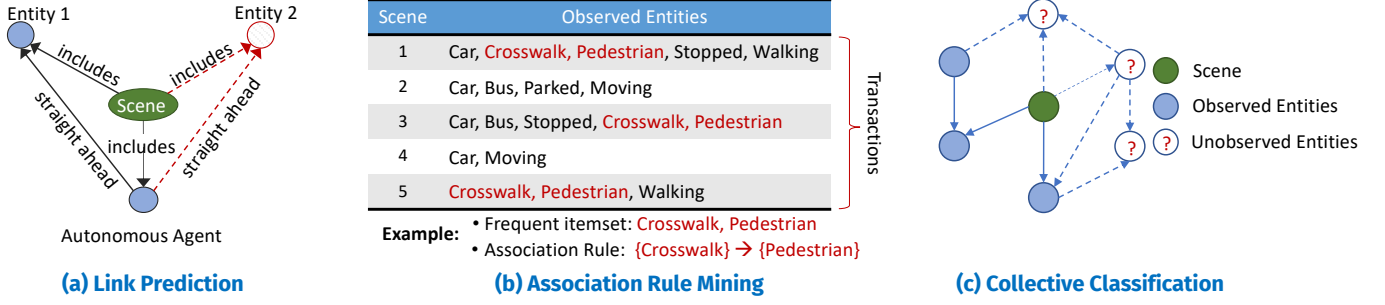 Entity 1
Entity 2
includes
includes
Scene
straight ahead
includes
straight ahead
Autonomous Agent
(a) Link Prediction
Scene Observed Entities
1 Car, Crosswalk, Pedestrian, Stopped, Walking
2 Car, Bus, Parked, Moving
3 Car, Bus, Stopped, Crosswalk, Pedestrian
4 Car, Moving
5 Crosswalk, Pedestrian, Walking
Transactions
Example: • Frequent itemset: Crosswalk, Pedestrian
• Association Rule: {Crosswalk} → {Pedestrian}
(b) Association Rule Mining
?
?
?
Scene
Observed Entities
? Unobserved Entities
(c) Collective Classification